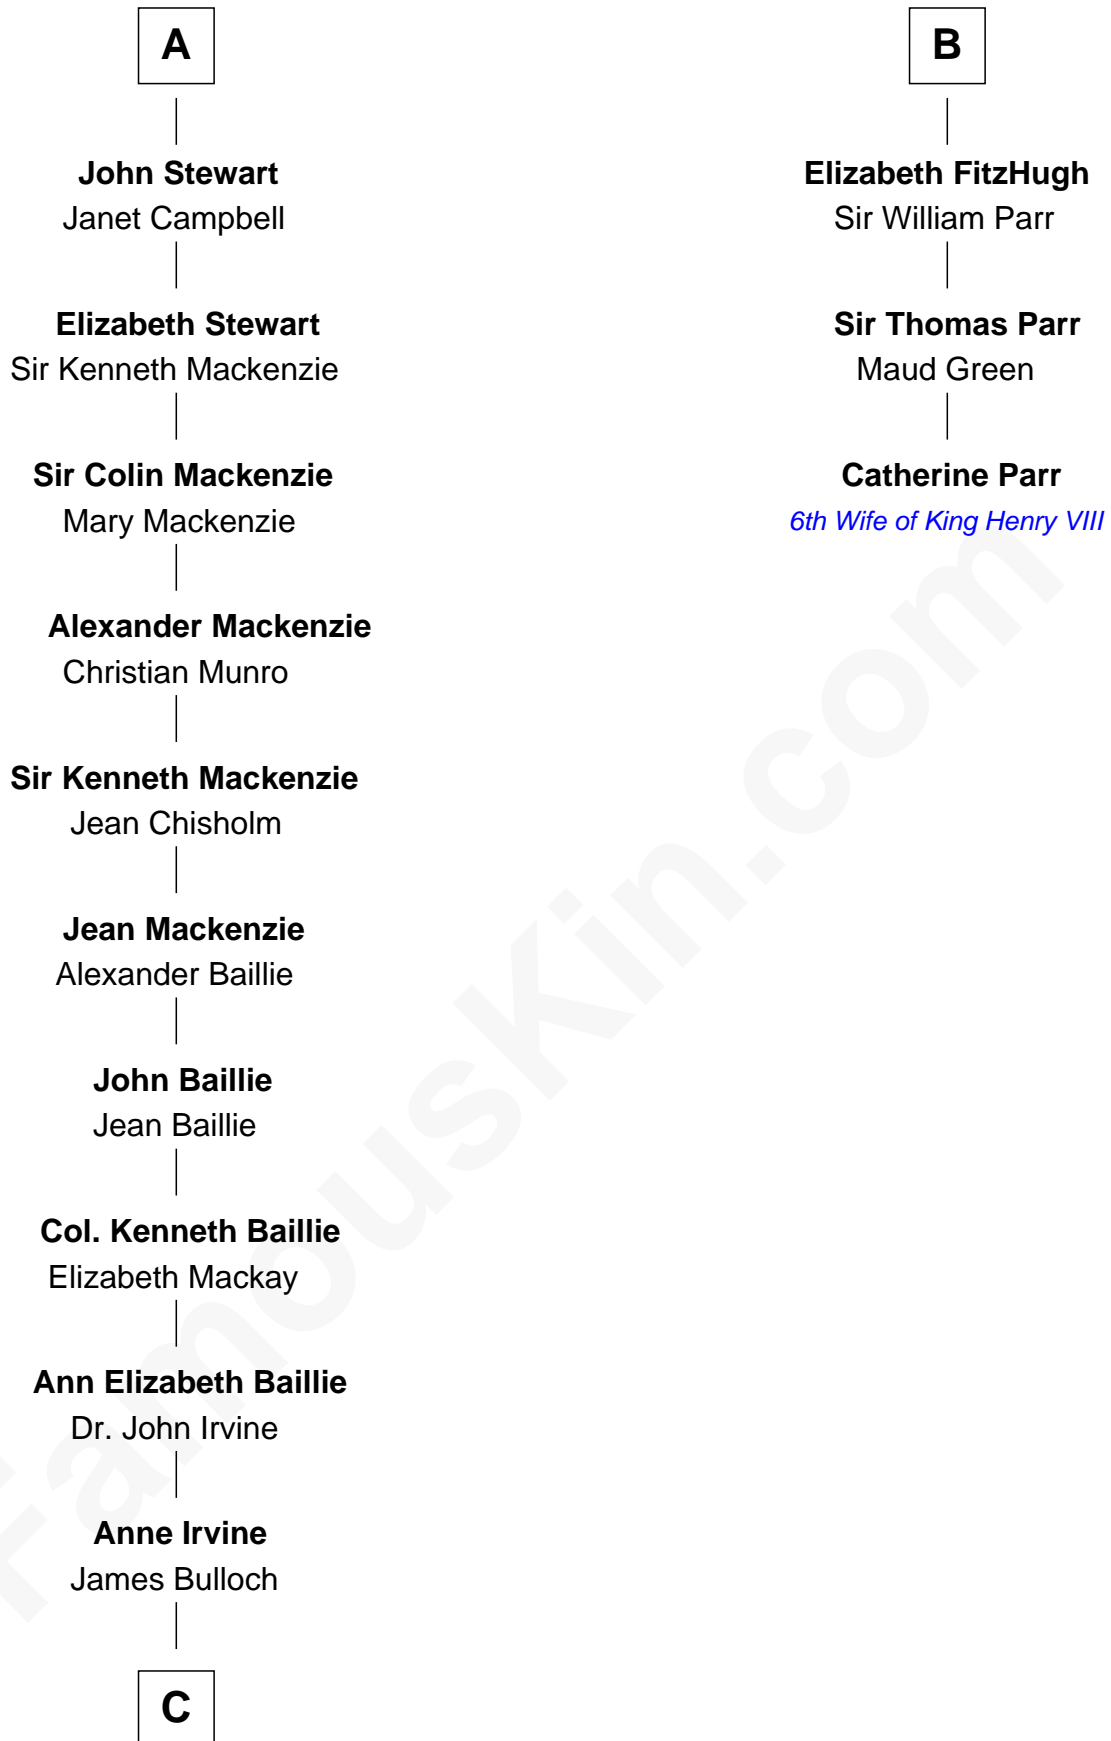 A
John Stewart
Janet Campbell
Elizabeth Stewart
Sir Kenneth Mackenzie
Sir Colin Mackenzie
Mary Mackenzie
Alexander Mackenzie
Christian Munro
Sir Kenneth Mackenzie
Jean Chisholm
Jean Mackenzie
Alexander Baillie
John Baillie
Jean Baillie
Col. Kenneth Baillie
Elizabeth Mackay
Ann Elizabeth Baillie
Dr. John Irvine
Anne Irvine
James Bulloch
C
B
Elizabeth FitzHugh
Sir William Parr
Sir Thomas Parr
Maud Green
Catherine Parr
6th Wife of King Henry VIII
FamousKin.com